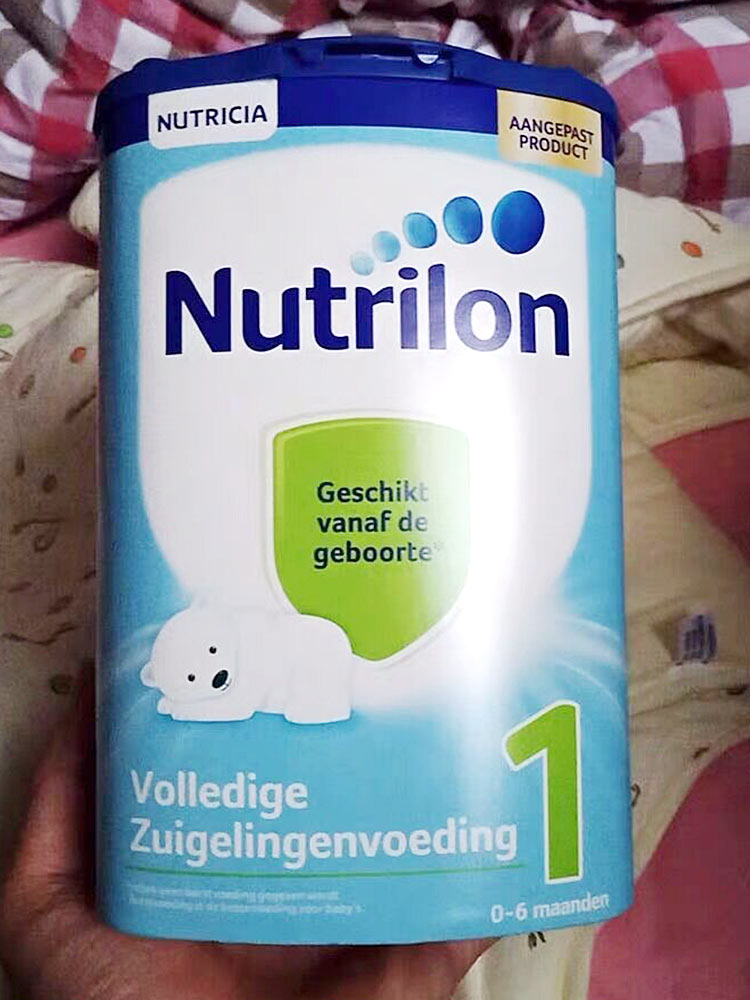 NUTRICIA
AANGEPAST
PRODUCT
Nutrilon
Geschikt
vanaf de
geboorte*
1
Volledige
Zuigelingenvoeding
0-6 maanden